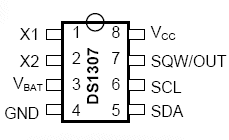 X1 1 8 VCC
X2 2 7 SQW/OUT
VBAT 3 6 SCL
GND 4 5 SDA
DS1307